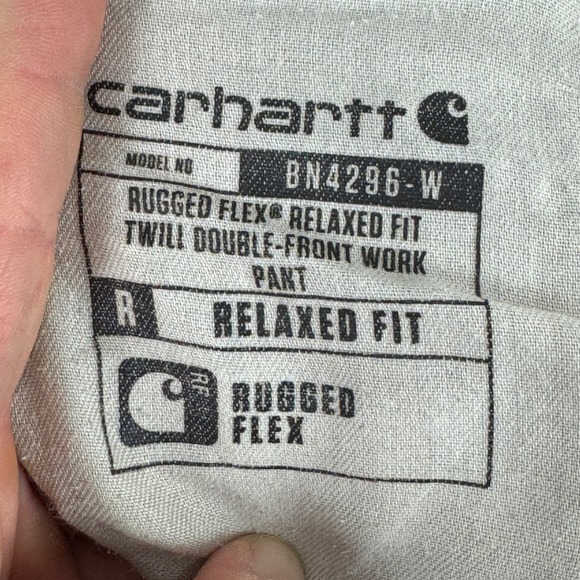 carhartt
MODEL NO BN4296-W
RUGGED FLEX® RELAXED FIT
TWILL DOUBLE-FRONT WORK
PANT
R RELAXED FIT
RF
RUGGED
FLEX